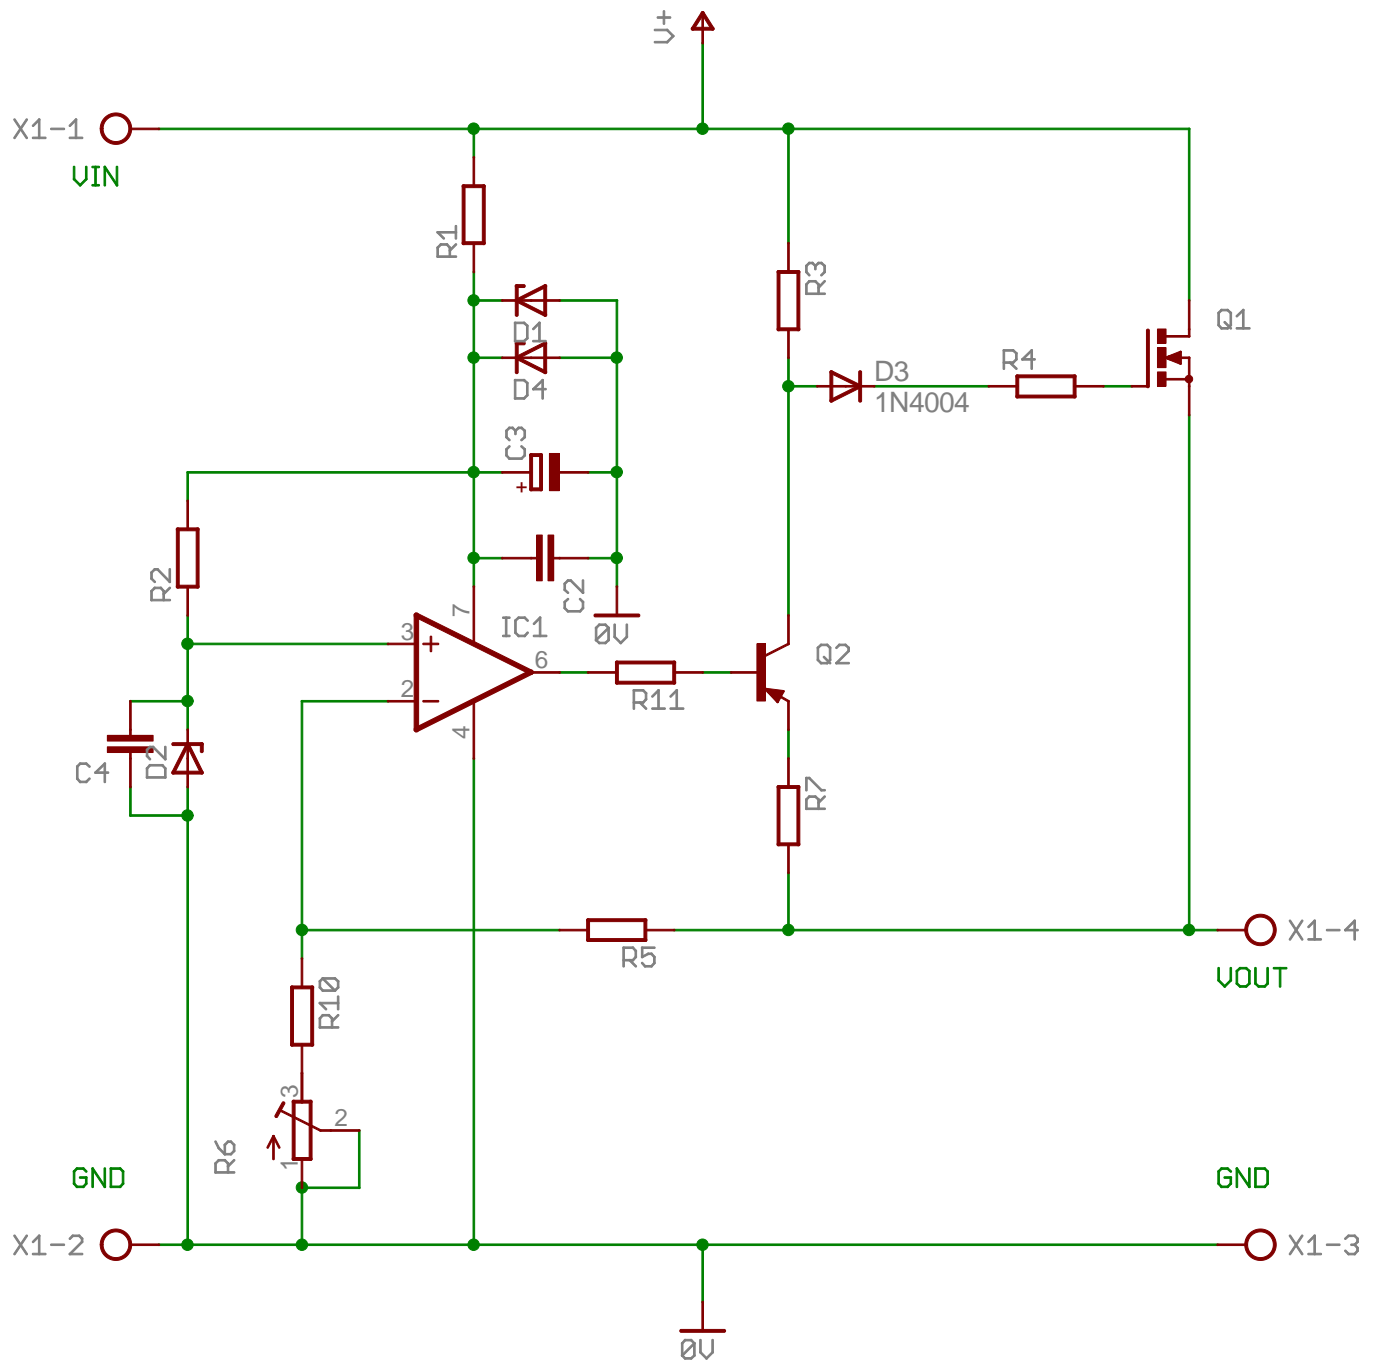 V+
X1-1
VIN
R1
R3
Q1
D1
R4
D3
1N4004
D4
C3
+
R2
C2
7
IC1
0V
3
+
6
Q2
2
-
R11
4
C4
D2
R7
X1-4
R5
VOUT
R10
3
2
R6
1
GND
GND
X1-2
X1-3
0V